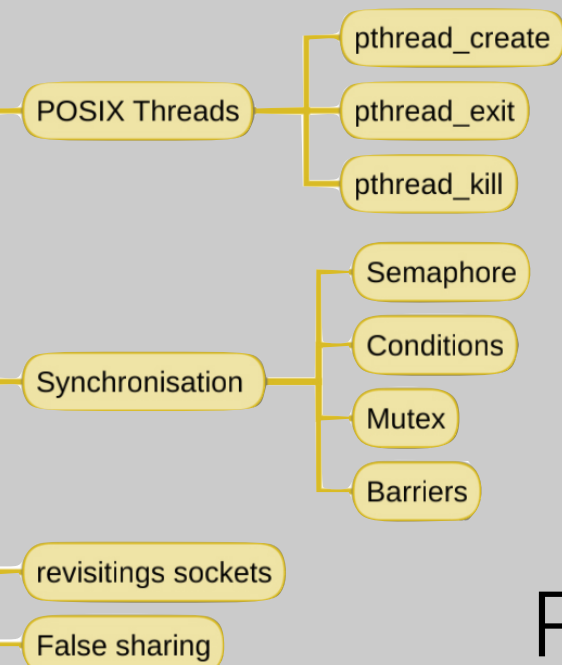 pthread_create
POSIX Threads
pthread_exit
pthread_kill
Semaphore
Conditions
Synchronisation
Mutex
Barriers
revisitings sockets
False sharing